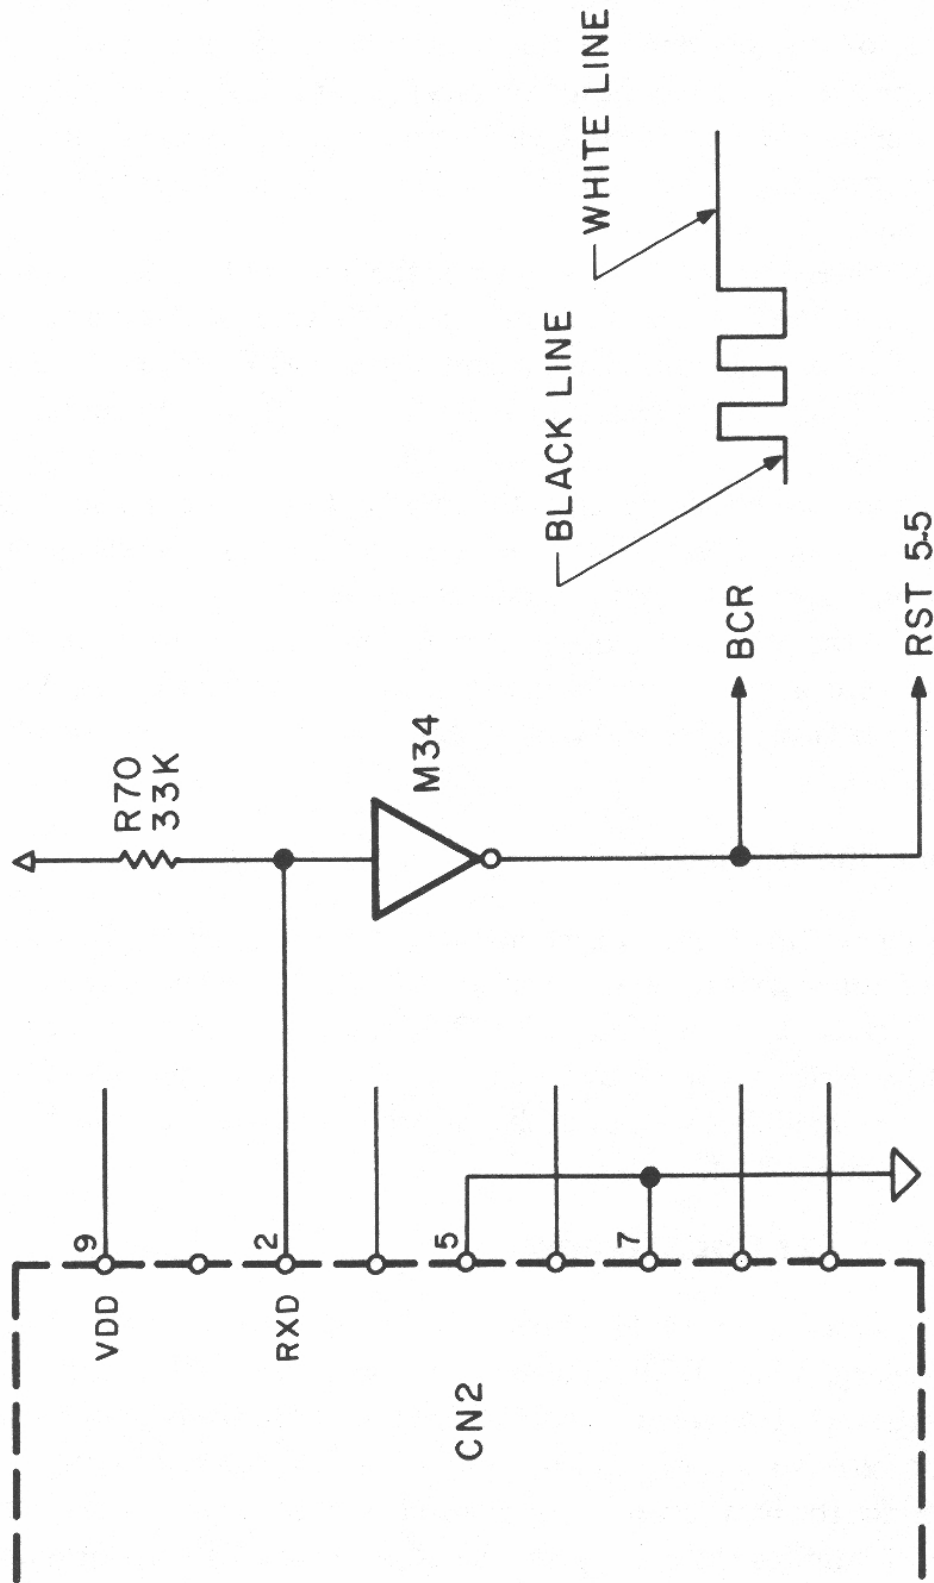 VDD
9
RXD
2
CN2
5
7
R70
33K
M34
BCR
RST 5.5
BLACK LINE
WHITE LINE